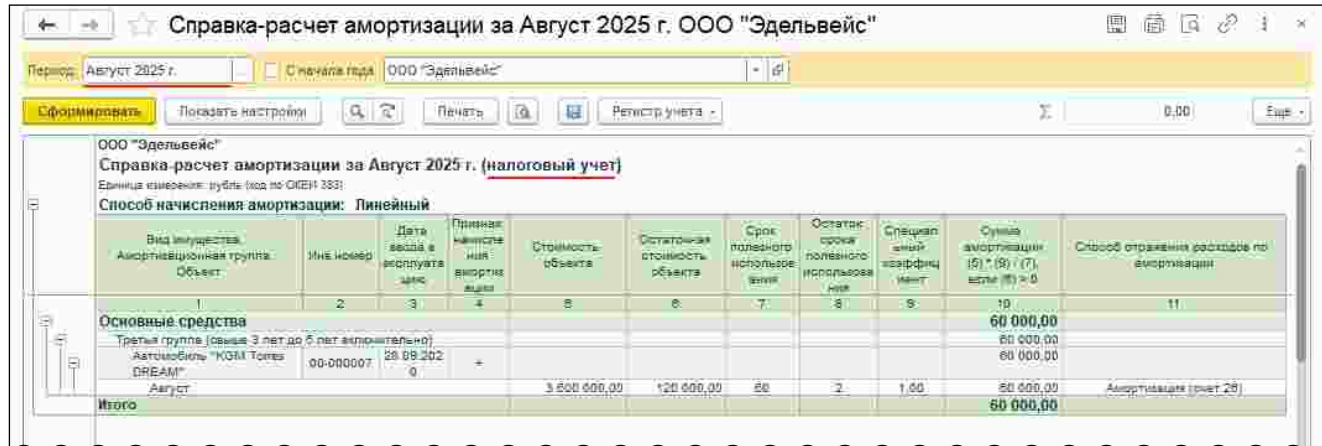 Справка-расчет амортизации за Август 2025 г. ООО "Эдельвейс"
Период: Август 2025 г. ... С начала года ООО "Эдельвейс"
Сформировать Показать настройки Печать Регистр учета Σ 0,00 Еще
ООО "Эдельвейс"
Справка-расчет амортизации за Август 2025 г. (налоговый учет)
Единица измерения: рубль (код по ОКЕИ 383)
Способ начисления амортизации: Линейный
Вид имущества, Амортизационная группа, Объект
Инв.номер
Дата ввода в эксплуатацию
Признак начисления амортизации
Стоимость объекта
Остаточная стоимость объекта
Срок полезного использования
Остаток срока полезного использования
Специальный коэффициент
Сумма амортизации (5) * (9) / (7), если (6) > 0
Способ отражения расходов по амортизации
1 2 3 4 5 6 7 8 9 10 11
Основные средства 60 000,00
Третья группа (свыше 3 лет до 5 лет включительно) 60 000,00
Автомобиль "KGM Torres DREAM" 00-000007 28.09.2020 + 60 000,00
Август 3 600 000,00 120 000,00 60 2 1,00 60 000,00 Амортизация (счет 26)
Итого 60 000,00